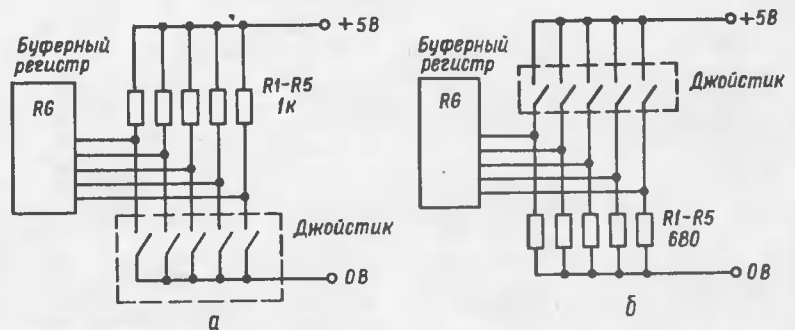 +5В
Буферный
регистр
RG
R1-R5
1к
Джойстик
0В
а
+5В
Буферный
регистр
RG
Джойстик
R1-R5
680
0В
б